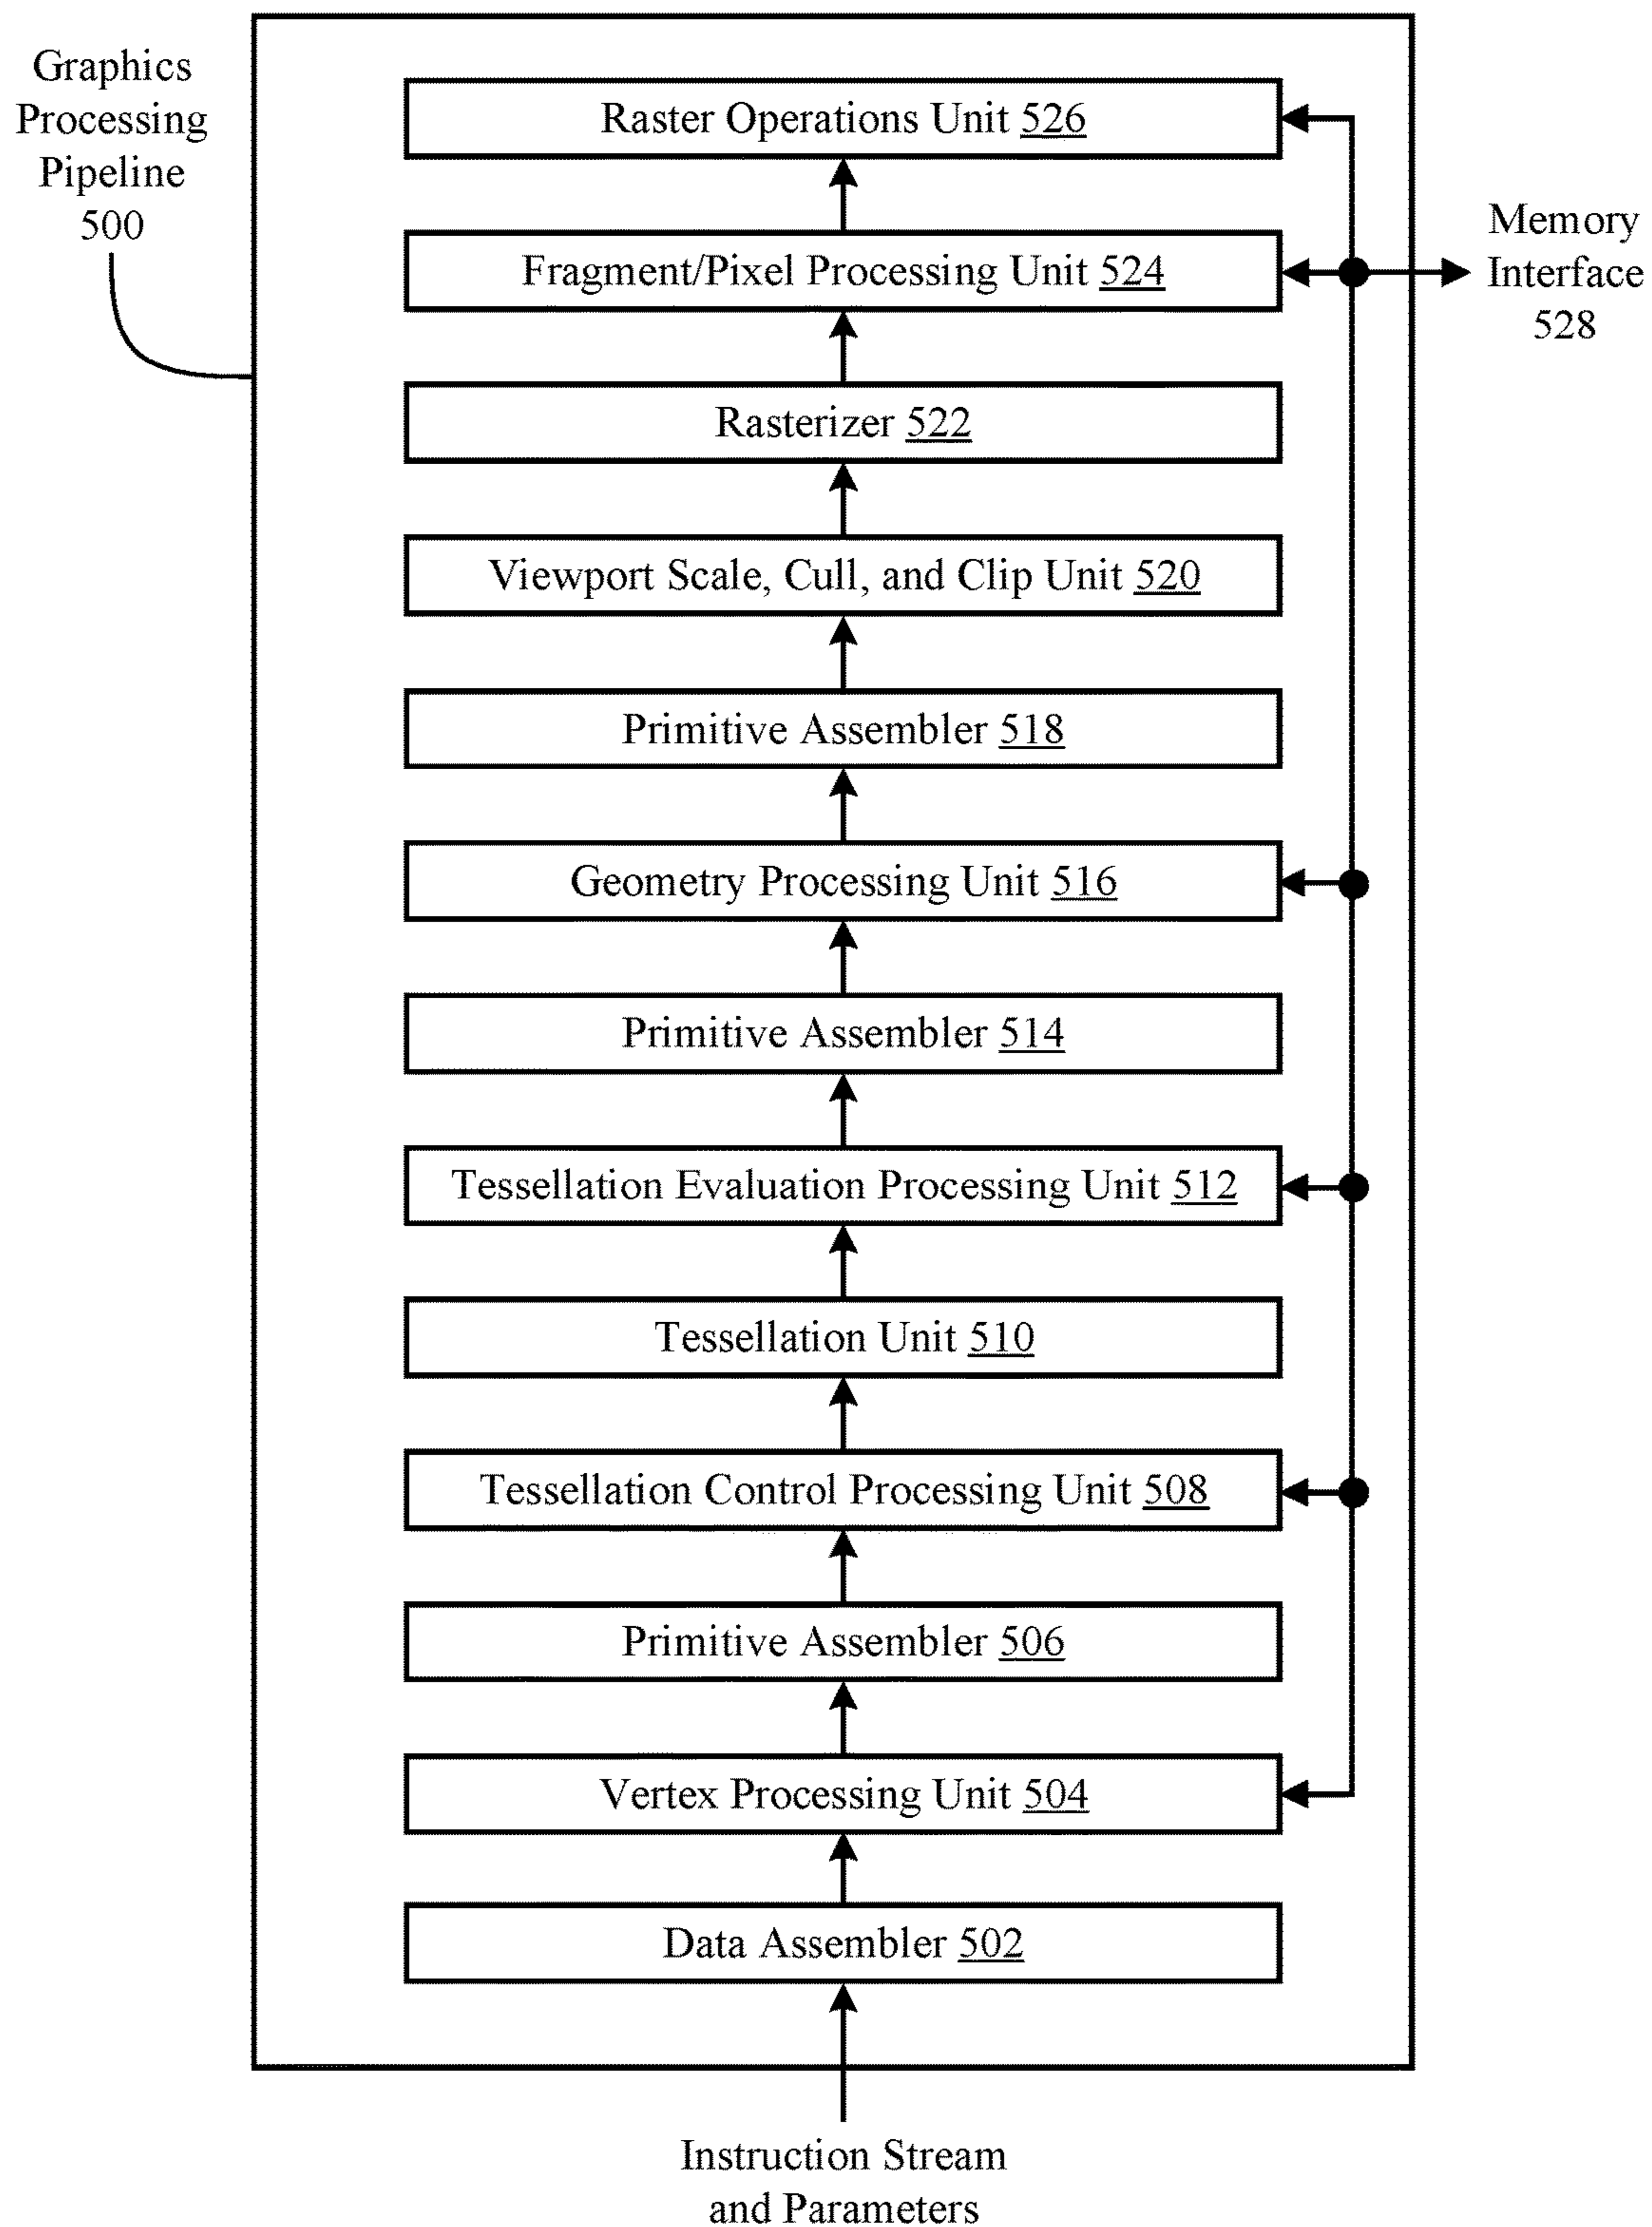 Graphics
Processing
Pipeline
500
Raster Operations Unit 526
Fragment/Pixel Processing Unit 524
Memory
Interface
528
Rasterizer 522
Viewport Scale, Cull, and Clip Unit 520
Primitive Assembler 518
Geometry Processing Unit 516
Primitive Assembler 514
Tessellation Evaluation Processing Unit 512
Tessellation Unit 510
Tessellation Control Processing Unit 508
Primitive Assembler 506
Vertex Processing Unit 504
Data Assembler 502
Instruction Stream
and Parameters